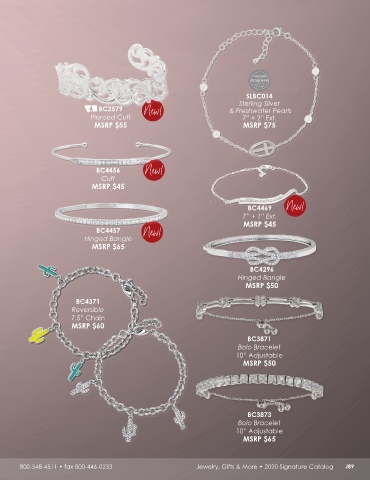 BC2579
Pierced Cuff
MSRP $55
New!
BC4456
Cuff
MSRP $45
New!
BC4457
Hinged Bangle
MSRP $65
New!
BC4371
Reversible
7.5" Chain
MSRP $60
SLBC014
Sterling Silver
& Freshwater Pearls
7" + 2" Ext.
MSRP $75
BC4469
7" + 1" Ext.
MSRP $45
New!
BC4296
Hinged Bangle
MSRP $50
BC3871
Bolo Bracelet
10" Adjustable
MSRP $50
BC3873
Bolo Bracelet
10" Adjustable
MSRP $65
800-548-4511 • fax 800-446-0233
Jewelry, Gifts & More • 2020 Signature Catalog J89